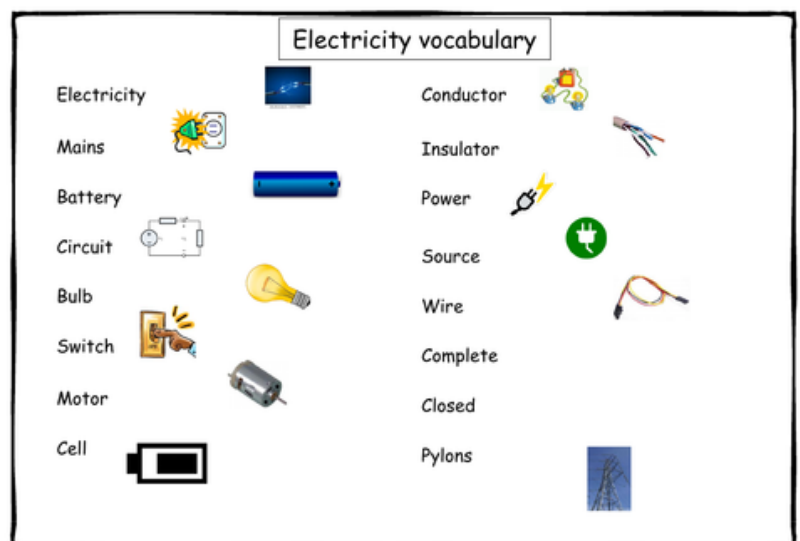 Electricity vocabulary
Electricity
Mains
Battery
Circuit
Bulb
Switch
Motor
Cell
Conductor
Insulator
Power
Source
Wire
Complete
Closed
Pylons